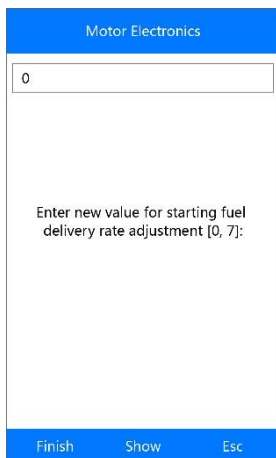 Motor Electronics
0
Enter new value for starting fuel
delivery rate adjustment [0, 7]:
Finish Show Esc